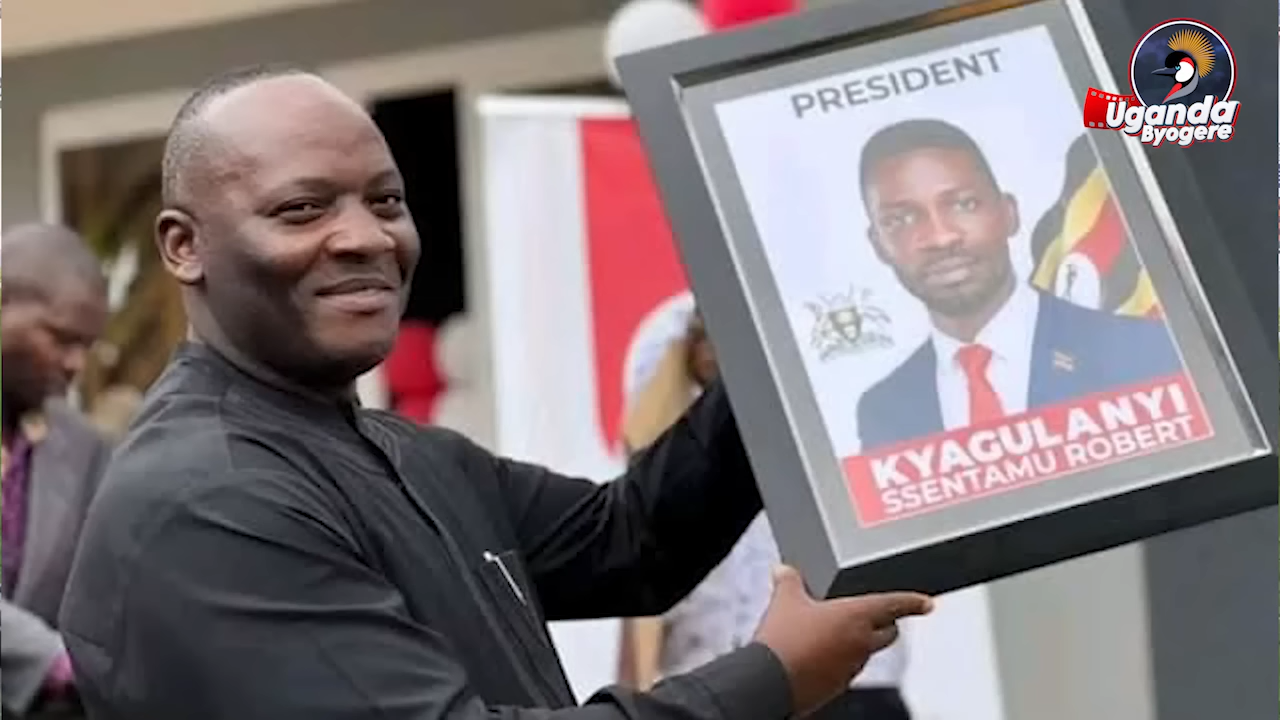 PRESIDENT
KYAGULANYI
SSENTAMU ROBERT
Uganda
Byogere